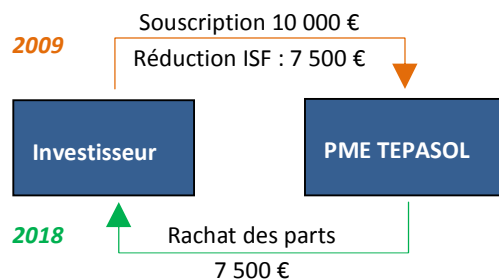 Souscription 10 000 €
2009
Réduction ISF : 7 500 €
Investisseur
PME TEPASOL
2018
Rachat des parts
7 500 €